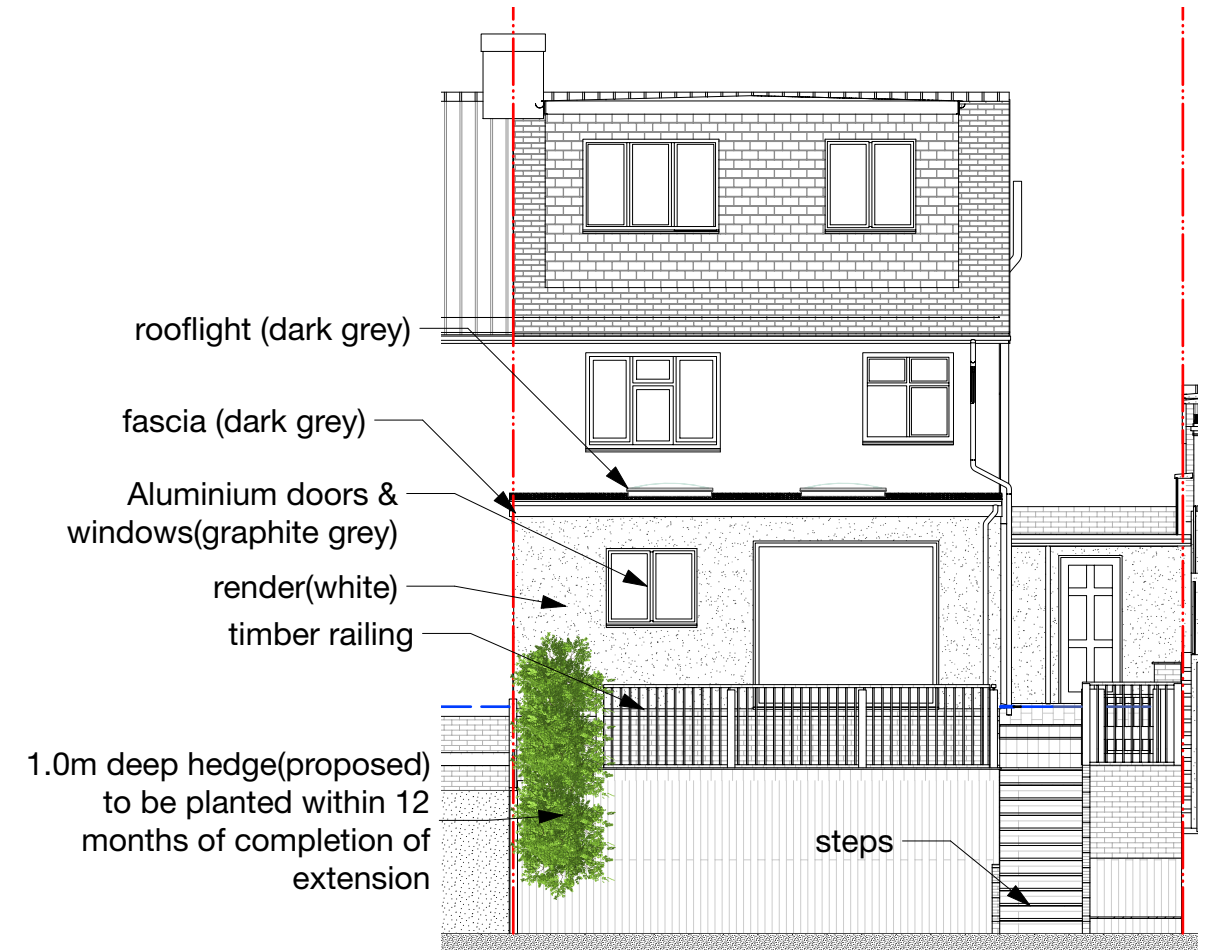 rooflight (dark grey)
fascia (dark grey)
Aluminium doors &
windows(graphite grey)
render(white)
timber railing
1.0m deep hedge(proposed)
to be planted within 12
months of completion of
extension
steps